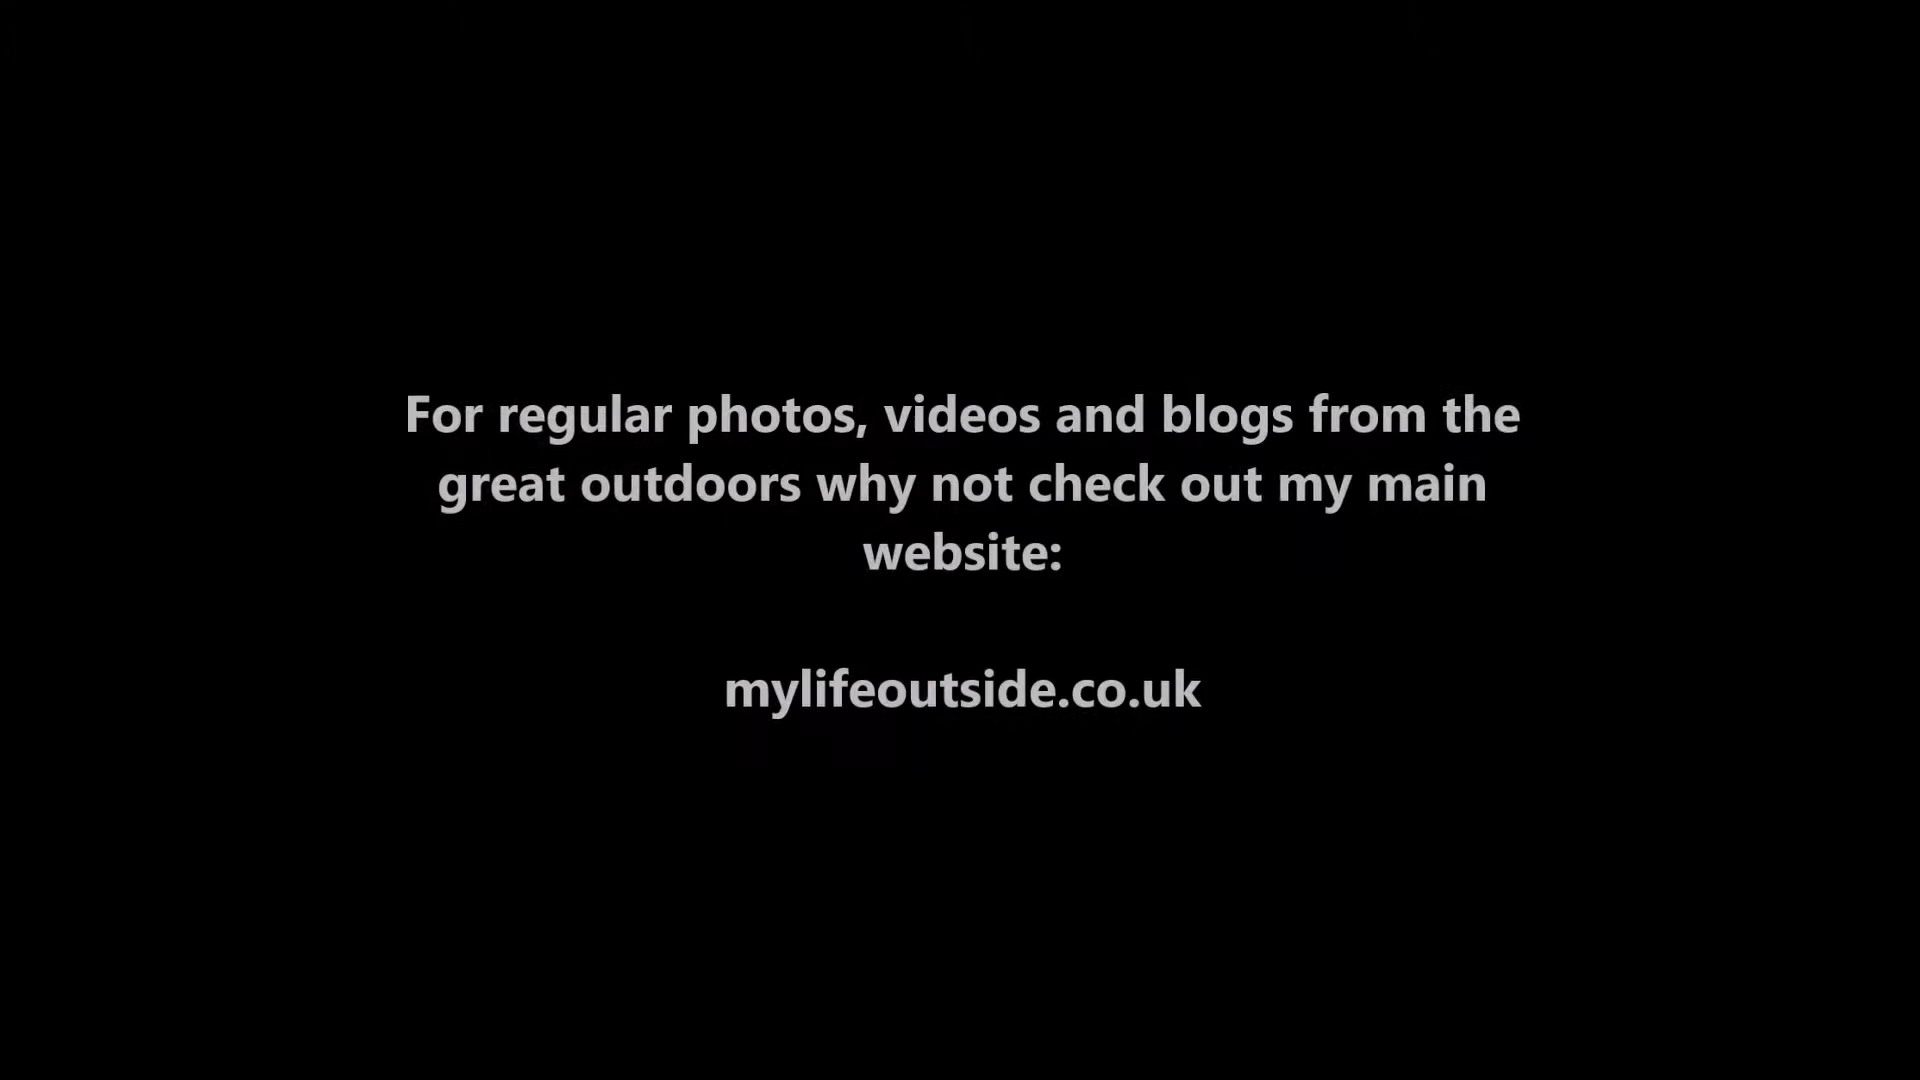 For regular photos, videos and blogs from the
great outdoors why not check out my main
website:
mylifeoutside.co.uk